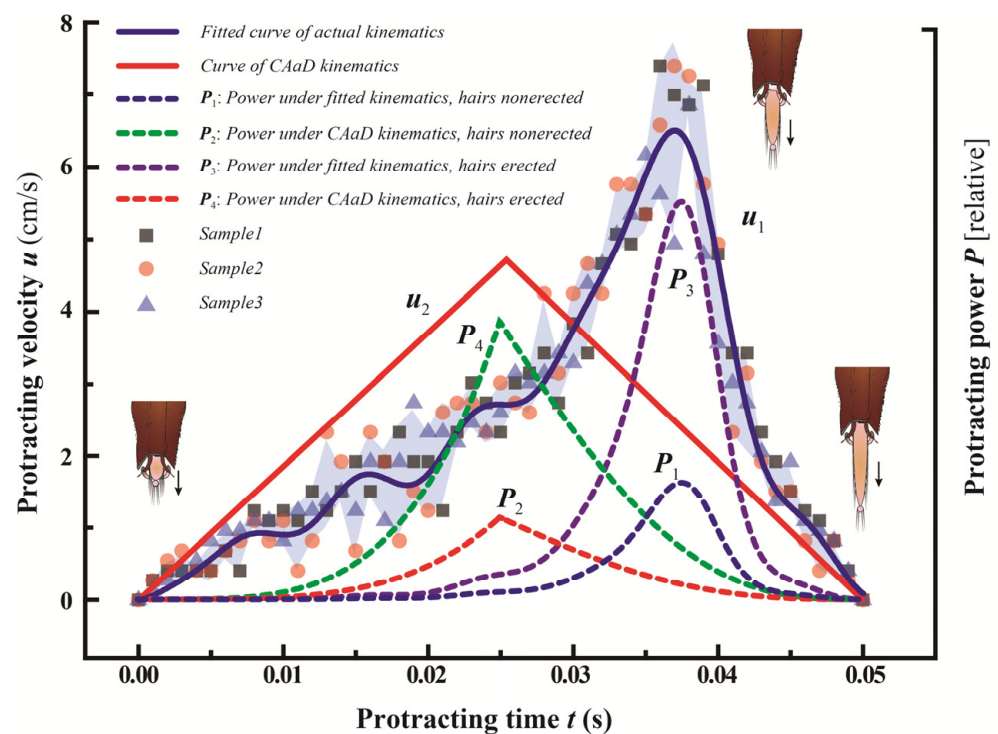 8
Fitted curve of actual kinematics
Curve of CAaD kinematics
P1: Power under fitted kinematics, hairs nonerected
P2: Power under CAaD kinematics, hairs nonerected
P3: Power under fitted kinematics, hairs erected
P4: Power under CAaD kinematics, hairs erected
Sample1
Sample2
Sample3
6
4
2
0
Protracting velocity u (cm/s)
u1
u2
P3
P4
P1
P2
Protracting power P [relative]
0.00 0.01 0.02 0.03 0.04 0.05
Protracting time t (s)